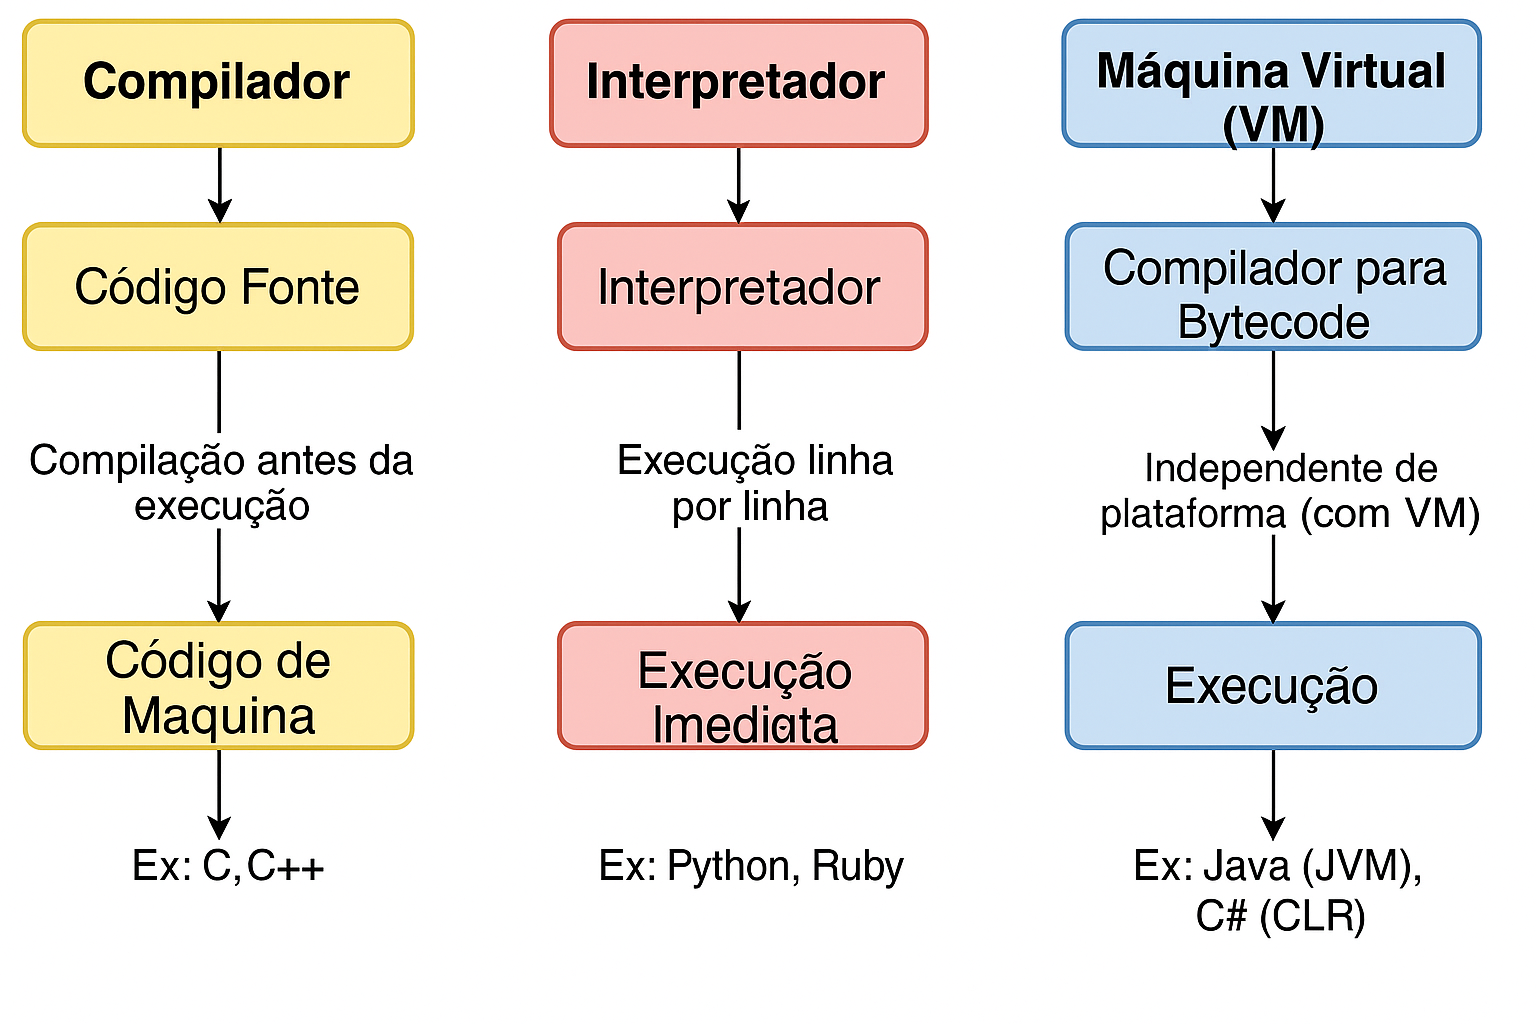 Compilador
Código Fonte
Compilação antes da
execução
Código de
Maquina
Ex: C, C++
Interpretador
Interpretador
Execução linha
por linha
Execução
Imediata
Ex: Python, Ruby
Máquina Virtual
(VM)
Compilador para
Bytecode
Independente de
plataforma (com VM)
Execução
Ex: Java (JVM),
C# (CLR)